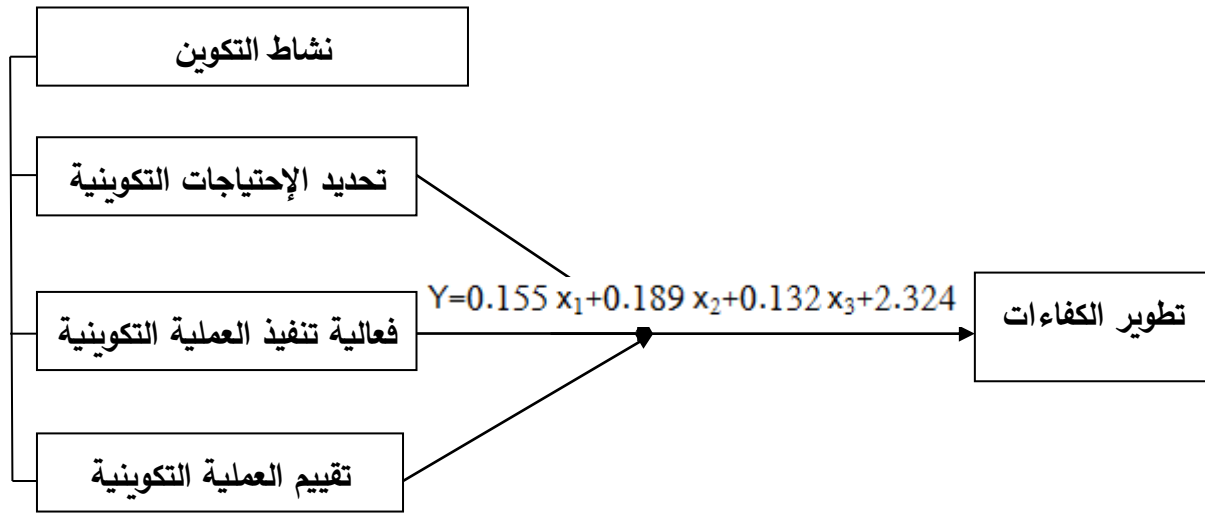 نشاط التكوين
تحديد الإحتياجات التكوينية
Y=0.155 x₁+0.189 x₂+0.132 x₃+2.324
فعالية تنفيذ العملية التكوينية
تطوير الكفاءات
تقييم العملية التكوينية